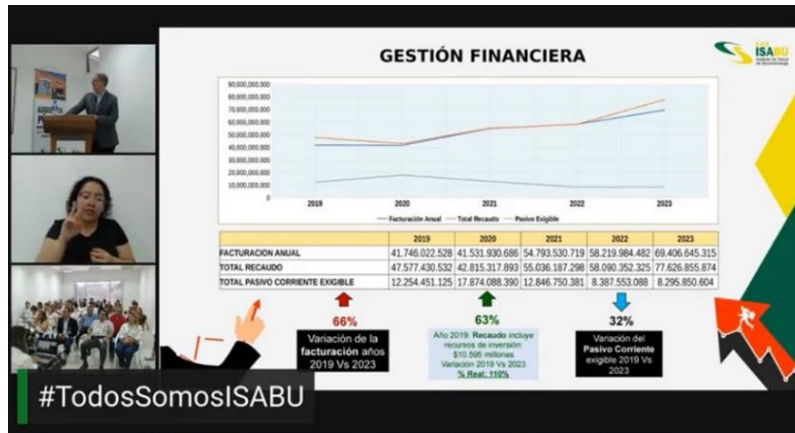 GESTIÓN FINANCIERA
ISABU
Instituto de Salud
de Bucaramanga
90,000,000,000
80,000,000,000
70,000,000,000
60,000,000,000
50,000,000,000
40,000,000,000
30,000,000,000
20,000,000,000
10,000,000,000
0
2019 2020 2021 2022 2023
Facturación Anual Total Recaudo Pasivo Exigible
2019 2020 2021 2022 2023
FACTURACION ANUAL 41.746.022.528 41.531.930.686 54.793.530.719 58.219.984.482 69.406.645.315
TOTAL RECAUDO 47.577.430.532 42.815.317.893 55.036.187.298 58.090.352.325 77.626.855.874
TOTAL PASIVO CORRIENTE EXIGIBLE 12.254.451.125 17.874.088.390 12.846.750.381 8.387.553.088 8.295.850.604
66%
Variación de la
facturación años
2019 Vs 2023
63%
Año 2019: Recaudo incluye
recursos de inversión
$10.595 millones
Variación 2019 Vs 2023
% Real: 110%
32%
Variación del
Pasivo Corriente
exigible 2019 Vs
2023
#TodosSomosISABU